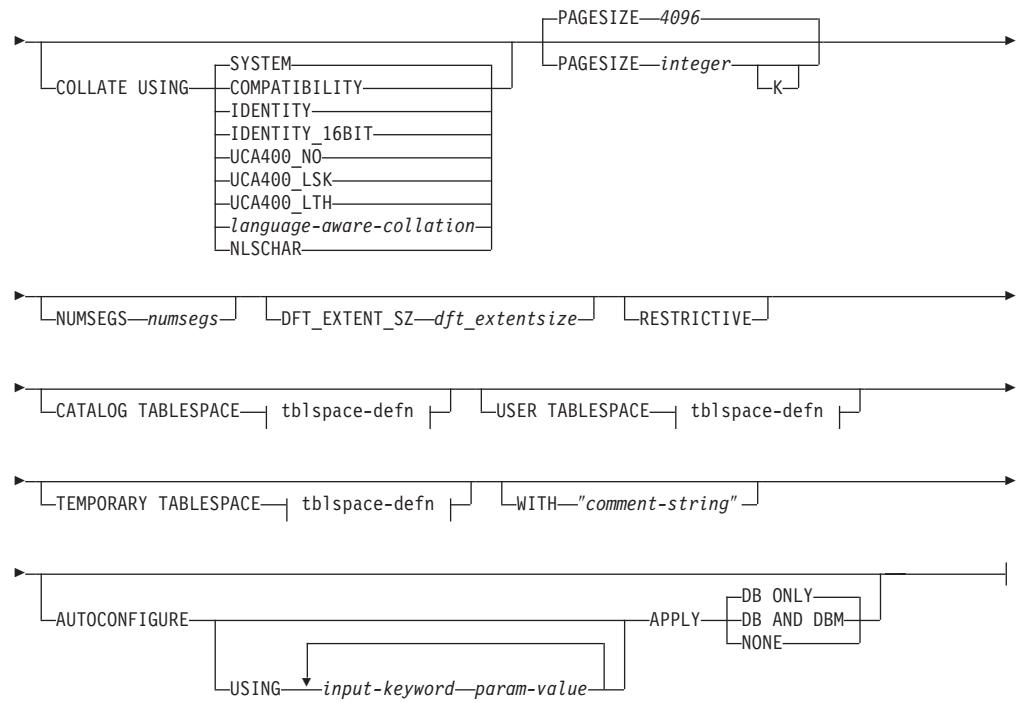 PAGESIZE 4096
COLLATE USING SYSTEM PAGESIZE integer K
COMPATIBILITY
IDENTITY
IDENTITY_16BIT
UCA400_NO
UCA400_LSK
UCA400_LTH
language-aware-collation
NLSCHAR
NUMSEGS numsegs DFT_EXTENT_SZ dft_extentsize RESTRICTIVE
CATALOG TABLESPACE tblspace-defn USER TABLESPACE tblspace-defn
TEMPORARY TABLESPACE tblspace-defn WITH "comment-string"
DB ONLY
AUTOCONFIGURE APPLY DB AND DBM
NONE
USING input-keyword param-value